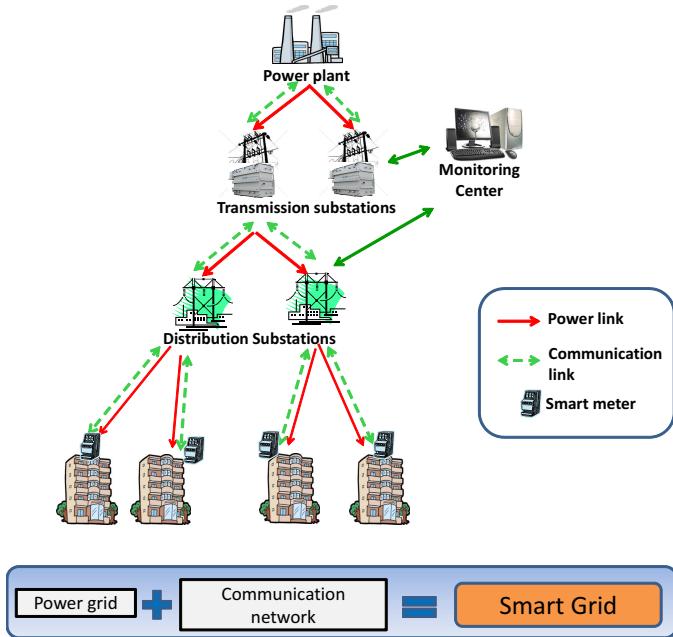 Power plant
Monitoring
Center
Transmission substations
Distribution Substations
Power link
Communication
link
Smart meter
Power grid
Communication
network
Smart Grid